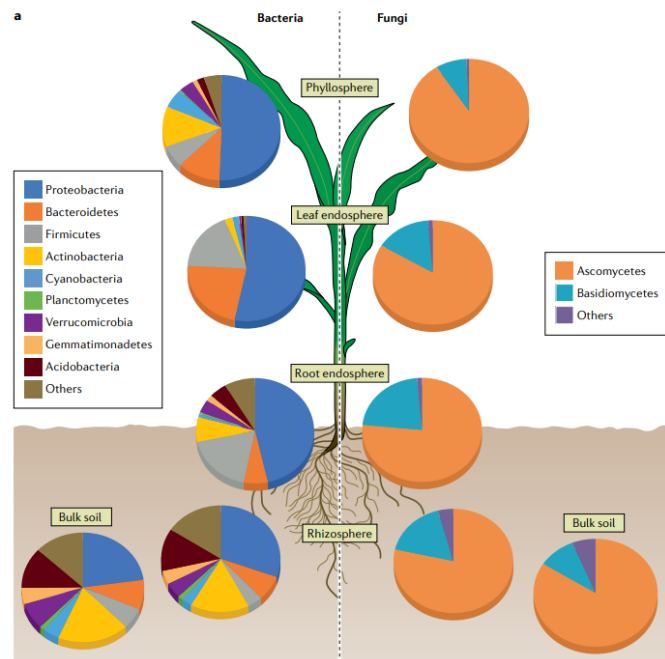 a
Bacteria
Fungi
Phyllosphere
Proteobacteria
Bacteroidetes
Firmicutes
Actinobacteria
Cyanobacteria
Planctomycetes
Verrucomicrobia
Gemmatimonadetes
Acidobacteria
Others
Leaf endosphere
Ascomycetes
Basidiomycetes
Others
Root endosphere
Bulk soil
Rhizosphere
Bulk soil